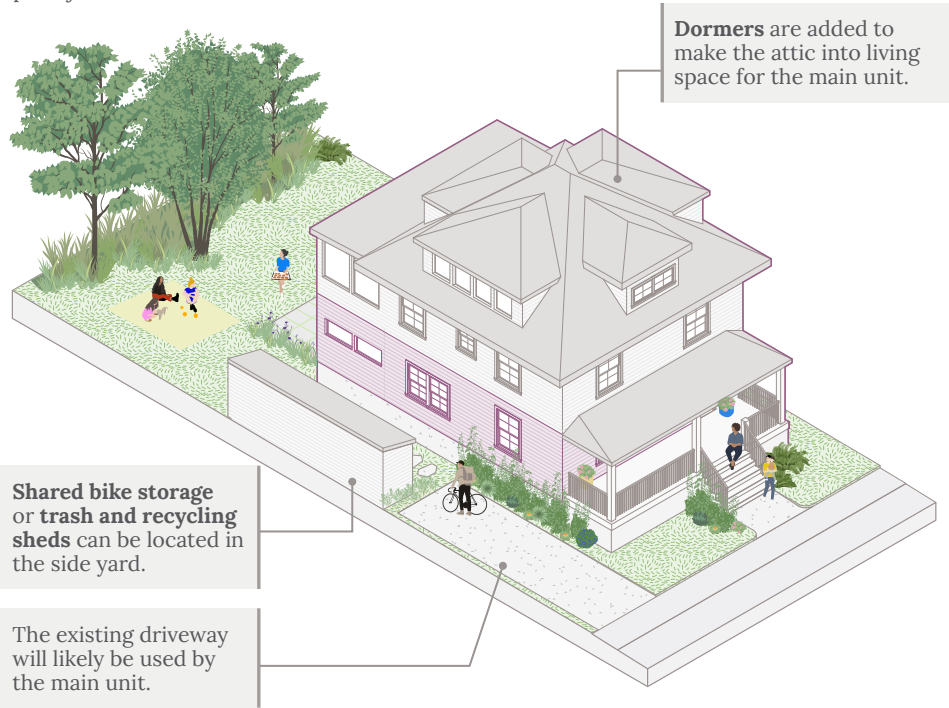 Dormers are added to
make the attic into living
space for the main unit.
Shared bike storage
or trash and recycling
sheds can be located in
the side yard.
The existing driveway
will likely be used by
the main unit.